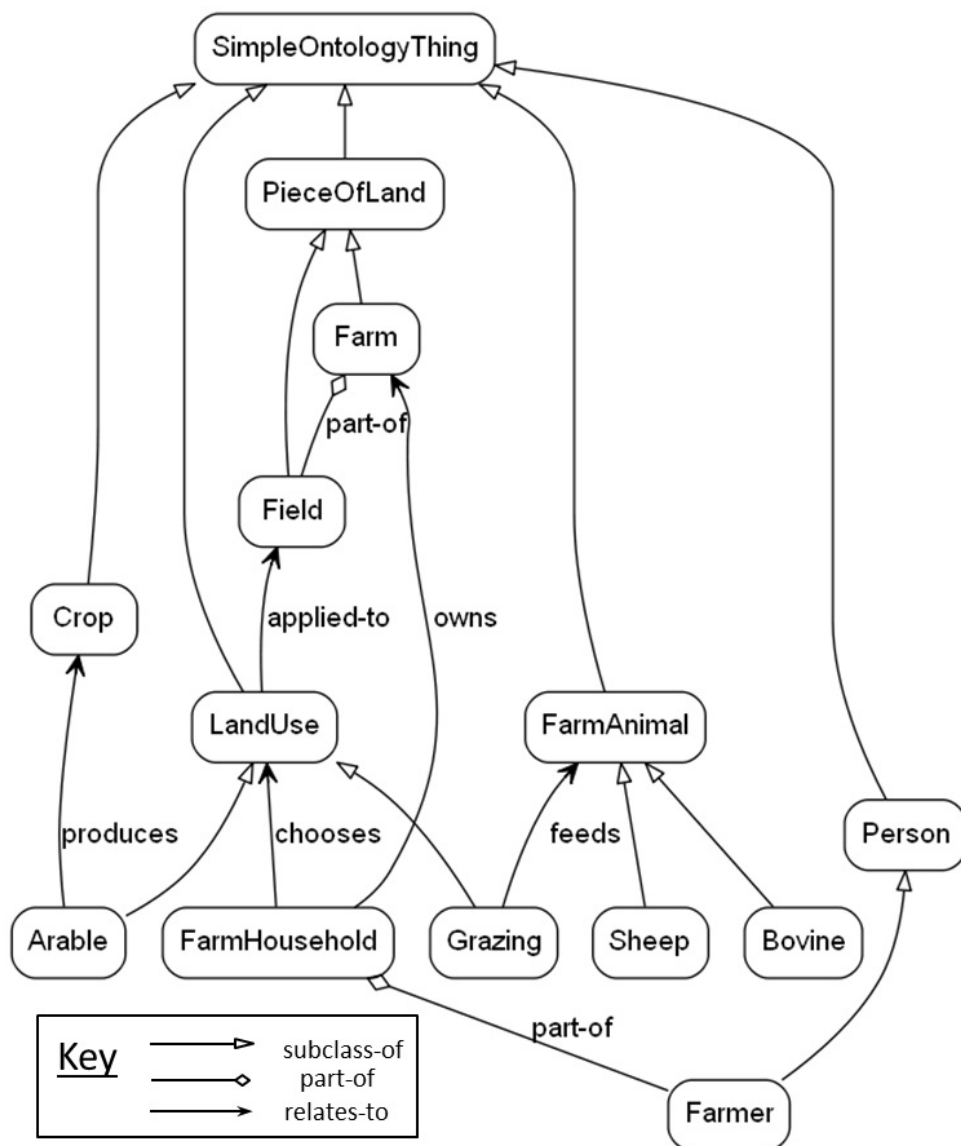 SimpleOntologyThing
PieceOfLand
Farm
part-of
Field
Crop
applied-to
owns
LandUse
FarmAnimal
produces
chooses
feeds
Person
Arable
FarmHousehold
Grazing
Sheep
Bovine
part-of
Farmer
Key
subclass-of
part-of
relates-to